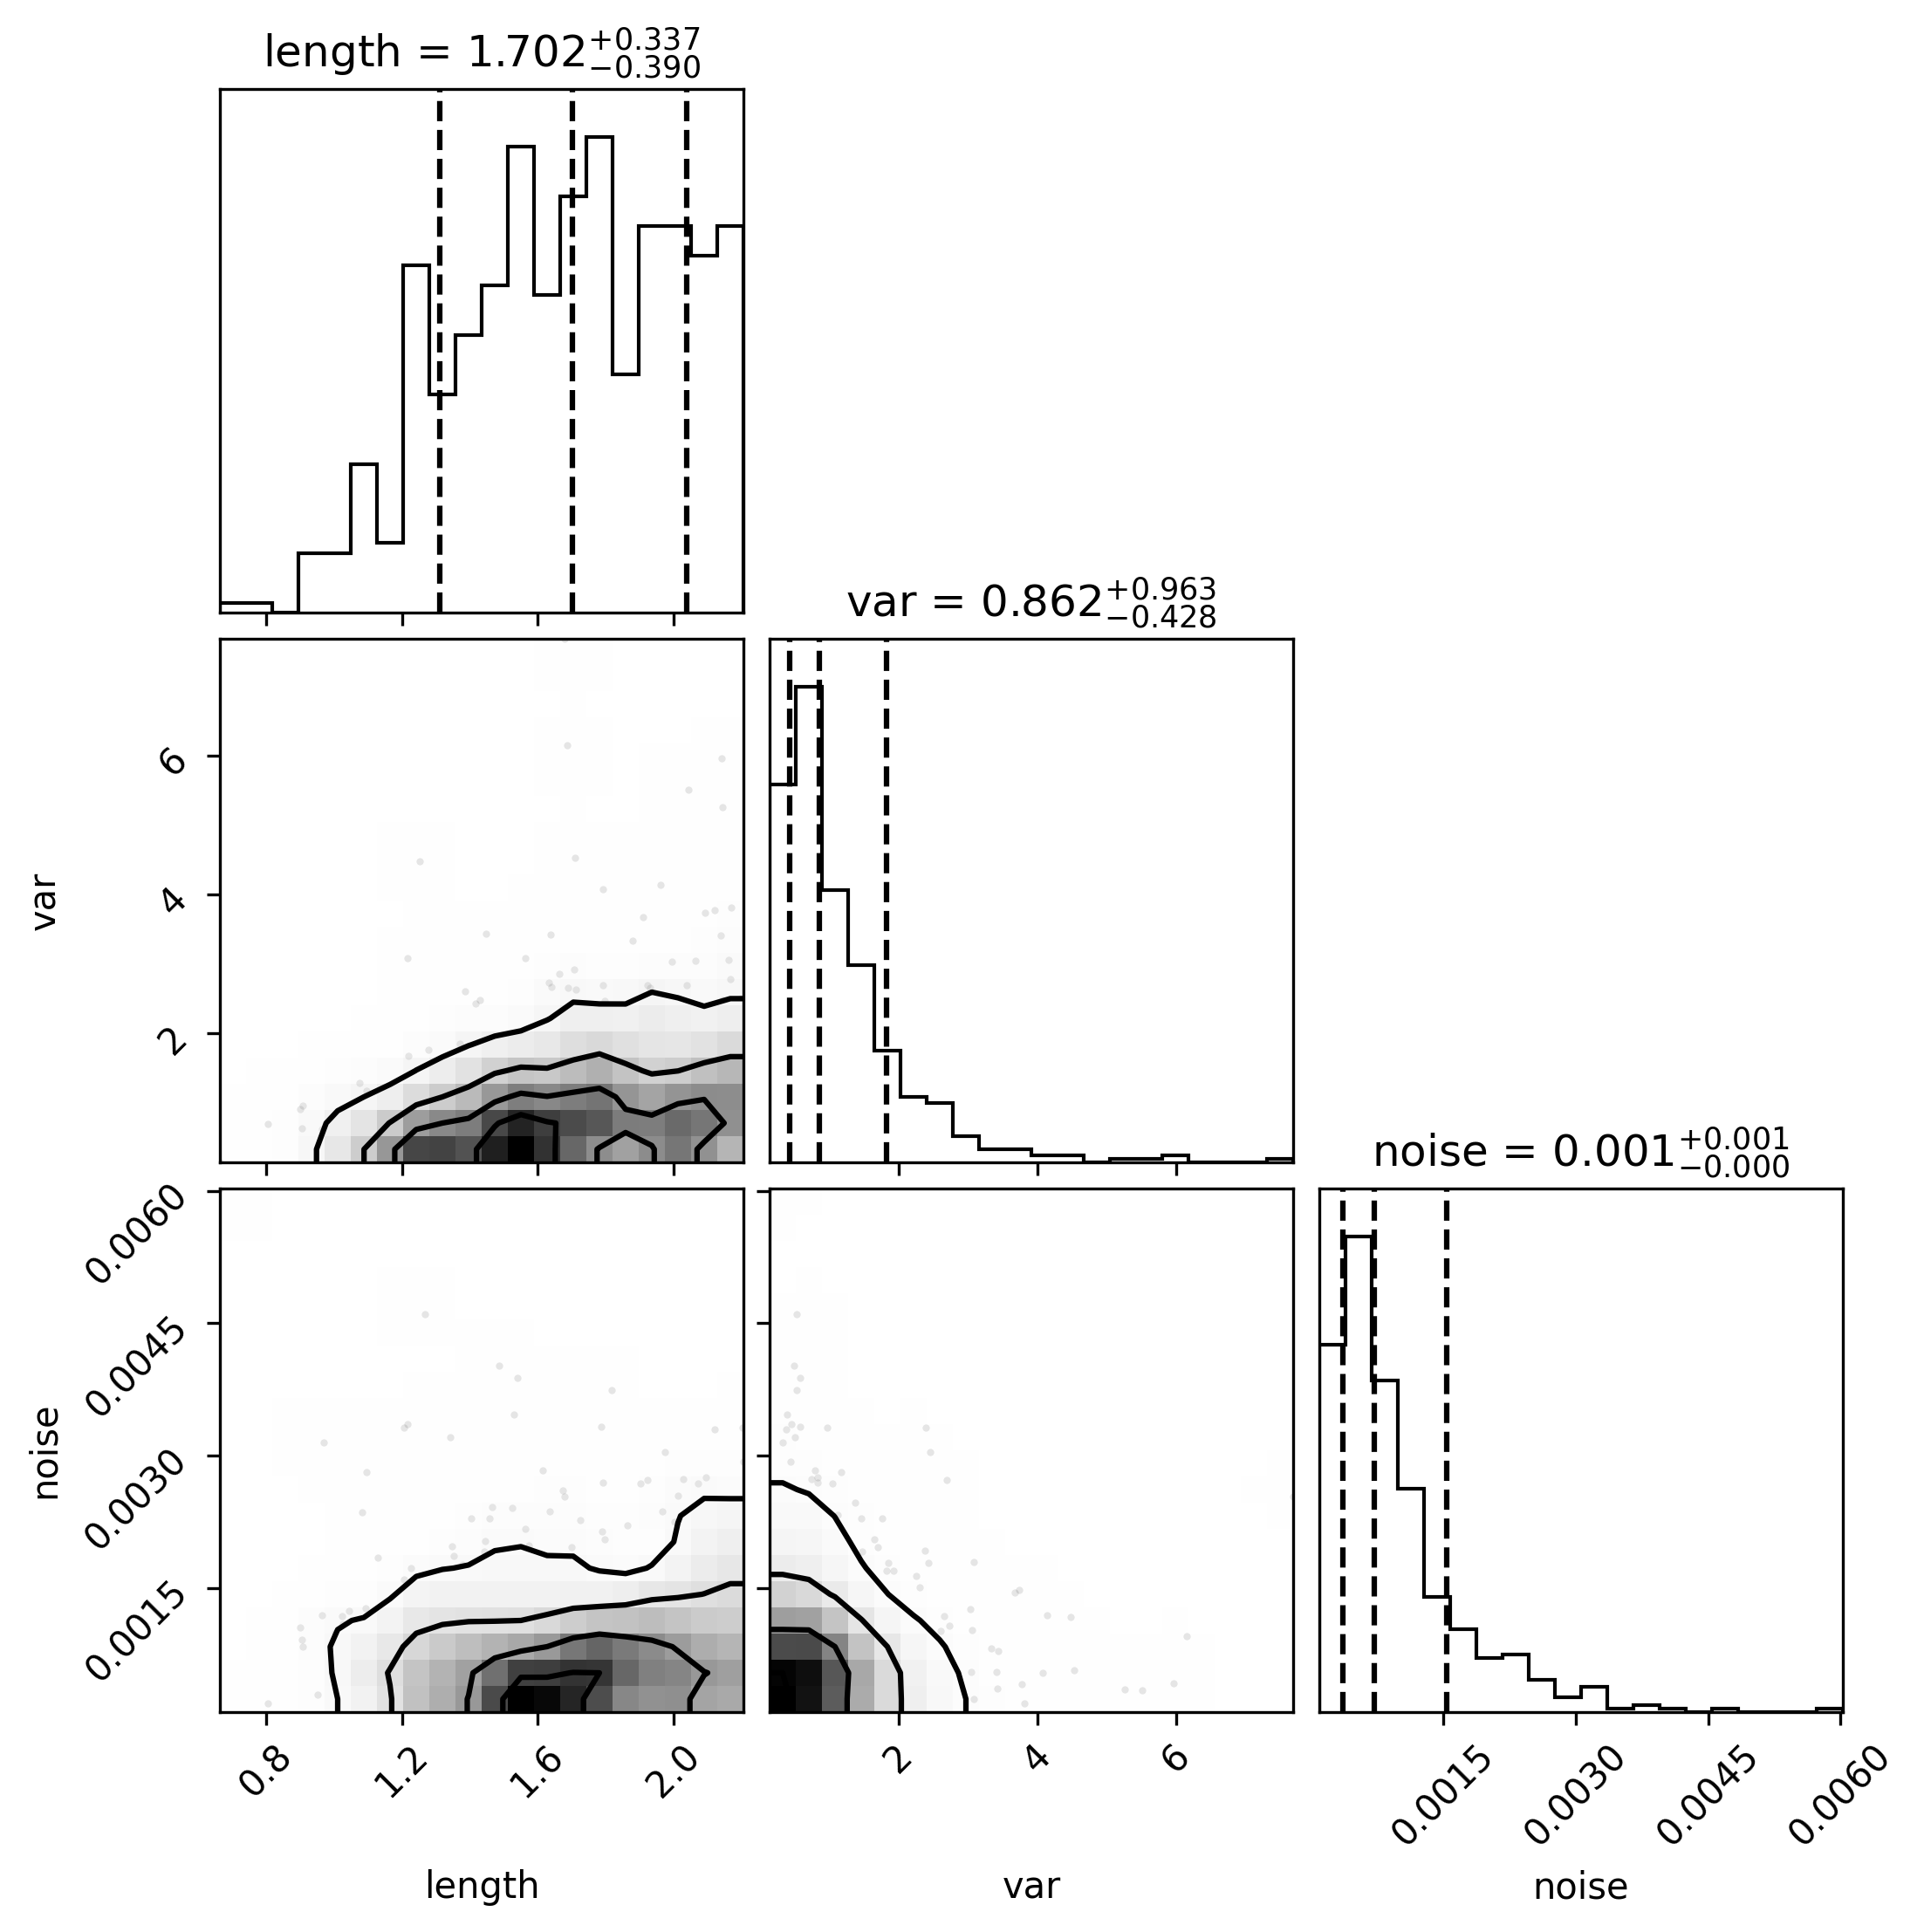 length = 1.702 +0.337 −0.390
var = 0.862 +0.963 −0.428
6
4
2
var
noise = 0.001 +0.001 −0.000
0.0060
0.0045
0.0030
0.0015
noise
0.8 1.2 1.6 2.0
2 4 6
0.0015 0.0030 0.0045 0.0060
length
var
noise